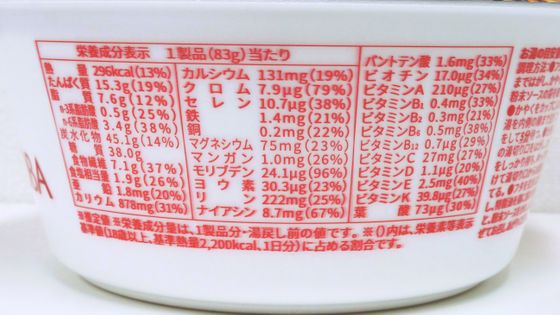 栄養成分表示 1製品(83g)当たり
熱量 296kcal(13%)
たんぱく質 15.3g(19%)
脂質 7.6g(12%)
n-3系脂肪酸 0.5g(25%)
n-6系脂肪酸 3.4g(38%)
炭水化物 45.1g(14%)
糖質 38.0g
食物繊維 7.1g(37%)
食塩相当量 1.9g(26%)
亜鉛 1.8mg(20%)
カリウム 878mg(31%)
カルシウム 131mg(19%)
クロム 7.9μg(79%)
セレン 10.7μg(38%)
鉄 1.4mg(21%)
銅 0.2mg(22%)
マグネシウム 75mg(23%)
マンガン 1.0mg(26%)
モリブデン 24.1μg(96%)
ヨウ素 30.3μg(23%)
リン 222mg(25%)
ナイアシン 8.7mg(67%)
パントテン酸 1.6mg(33%)
ビオチン 17.0μg(34%)
ビタミンA 210μg(27%)
ビタミンB₁ 0.4mg(33%)
ビタミンB₂ 0.3mg(21%)
ビタミンB₆ 0.5mg(38%)
ビタミンB₁₂ 0.7μg(29%)
ビタミンC 27mg(27%)
ビタミンD 1.1μg(20%)
ビタミンE 2.5mg(40%)
ビタミンK 39.8μg(27%)
葉酸 73μg(30%)
※推定値 ※栄養成分量は、1製品分・湯戻し前の値です。※()内は、栄養素等表示
基準値(18歳以上、基準熱量2,200kcal、1日分)に占める割合です。
BA